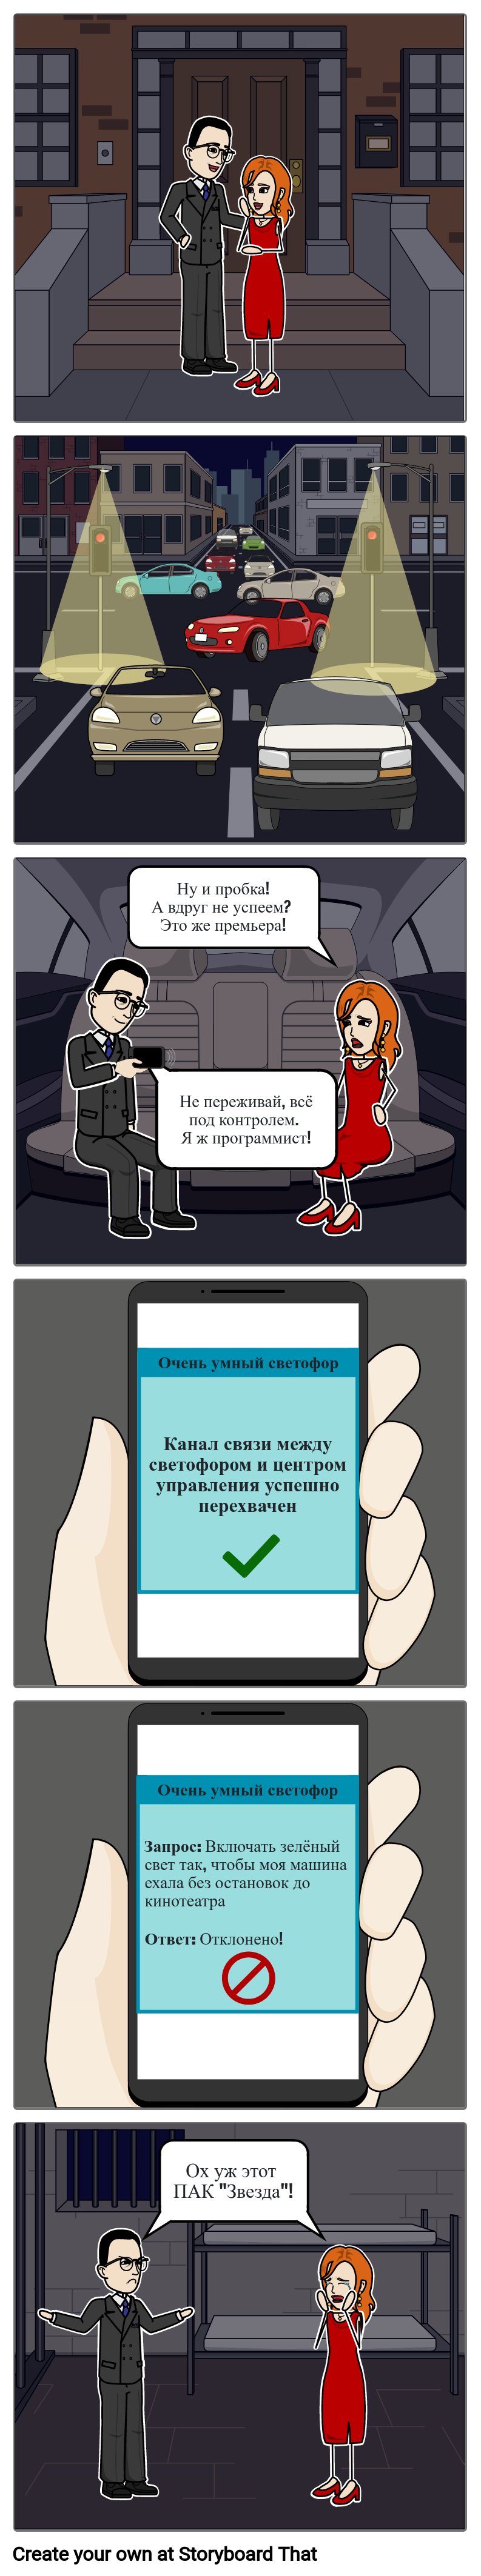 Ну и пробка!
А вдруг не успеем?
Это же премьера!
Не переживай, всё
под контролем.
Я ж программист!
Очень умный светофор
Канал связи между
светофором и центром
управления успешно
перехвачен
Очень умный светофор
Запрос: Включать зелёный
свет так, чтобы моя машина
ехала без остановок до
кинотеатра
Ответ: Отклонено!
Ох уж этот
ПАК "Звезда"!
Create your own at Storyboard That